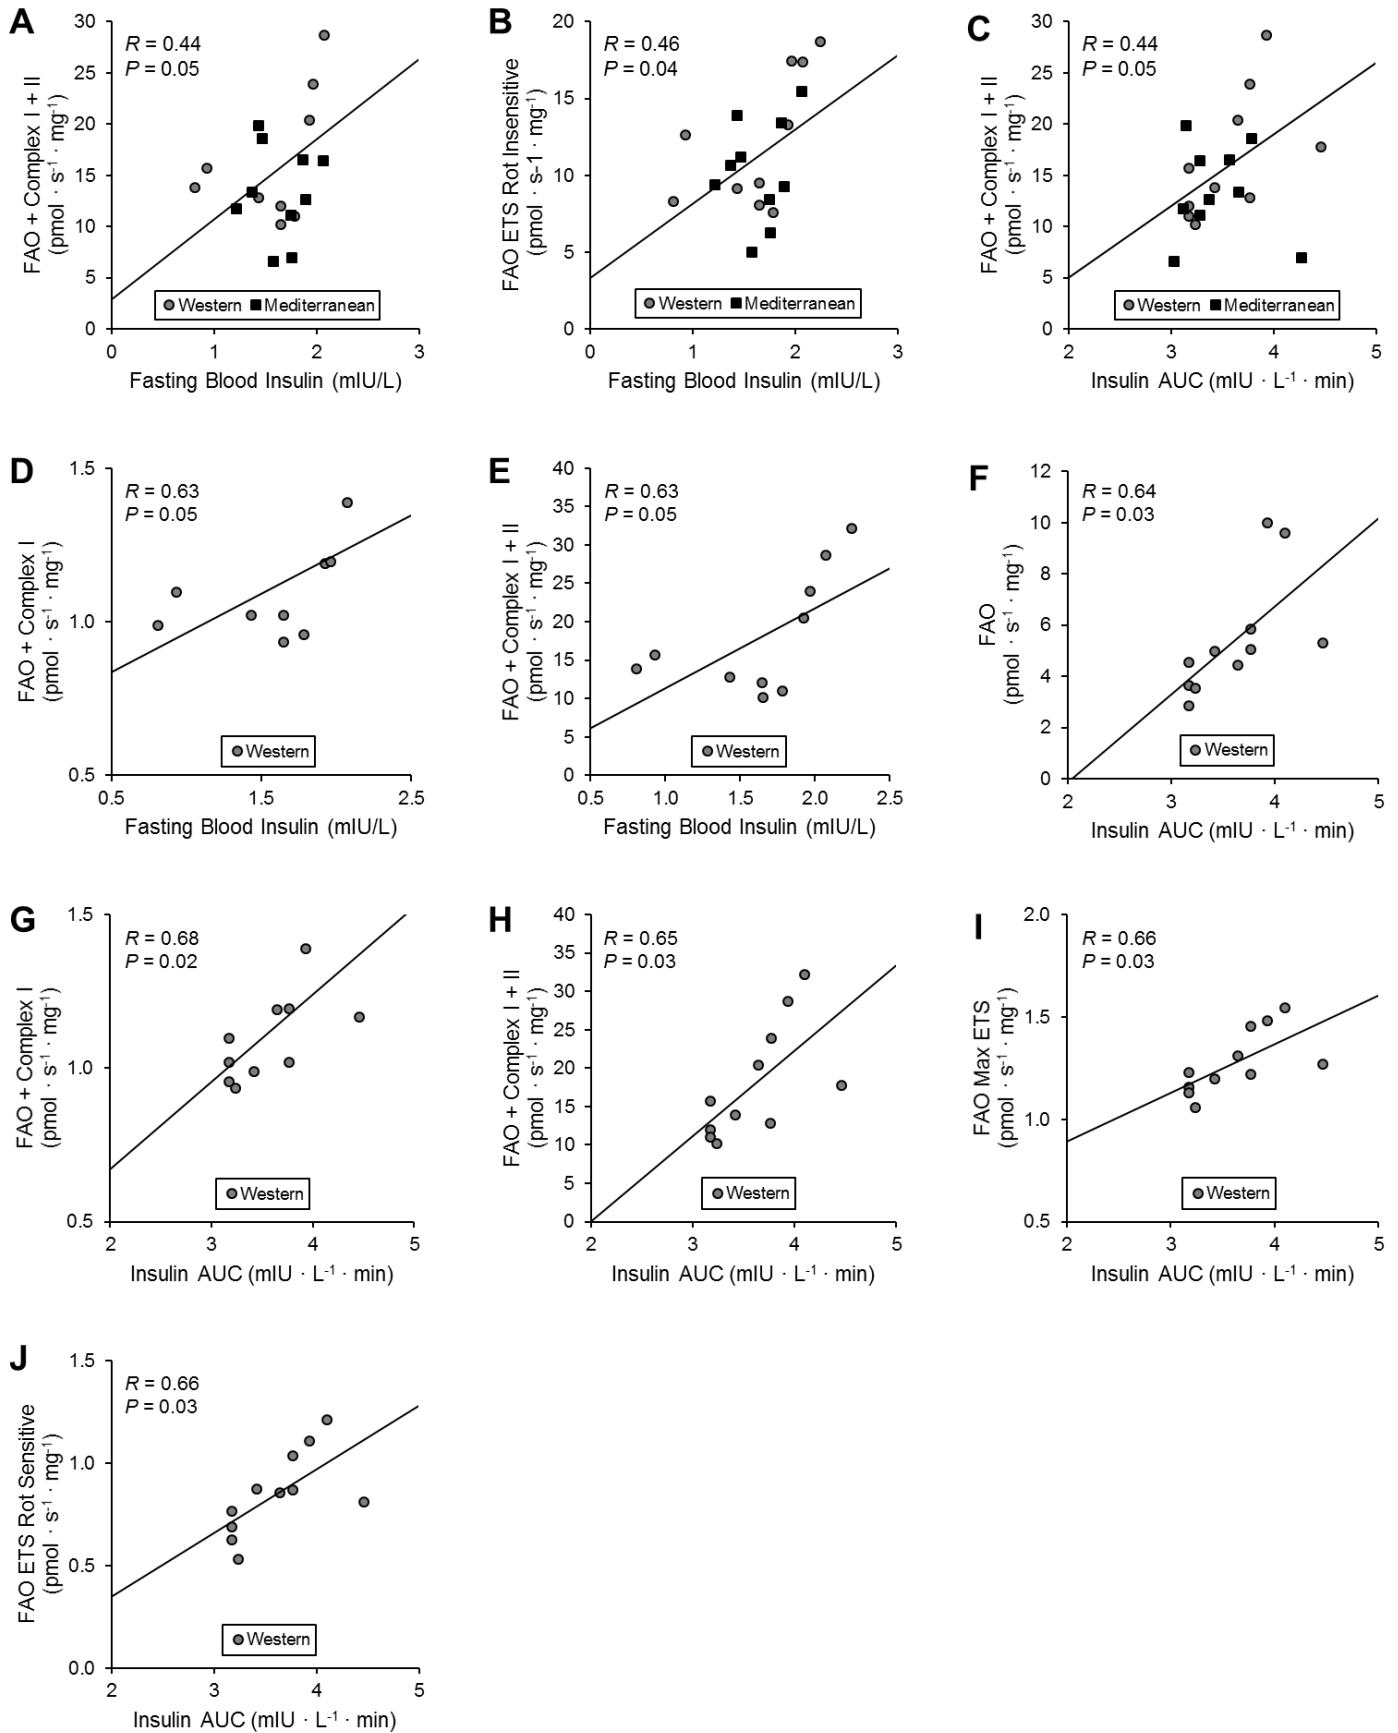 A
FAO + Complex I + II
(pmol · s-1 · mg-1)
R = 0.44
P = 0.05
30
25
20
15
10
5
0
Western Mediterranean
0 1 2 3
Fasting Blood Insulin (mIU/L)
B
FAO ETS Rot Insensitive
(pmol · s–1 · mg-1)
R = 0.46
P = 0.04
20
15
10
5
0
Western Mediterranean
0 1 2 3
Fasting Blood Insulin (mIU/L)
C
FAO + Complex I + II
(pmol · s-1 · mg-1)
R = 0.44
P = 0.05
30
25
20
15
10
5
0
Western Mediterranean
2 3 4 5
Insulin AUC (mIU · L-1 · min)
D
FAO + Complex I
(pmol · s-1 · mg-1)
R = 0.63
P = 0.05
1.5
1.0
0.5
Western
0.5 1.5 2.5
Fasting Blood Insulin (mIU/L)
E
FAO + Complex I + II
(pmol · s-1 · mg-1)
R = 0.63
P = 0.05
40
35
30
25
20
15
10
5
0
Western
0.5 1.0 1.5 2.0 2.5
Fasting Blood Insulin (mIU/L)
F
FAO
(pmol · s-1 · mg-1)
R = 0.64
P = 0.03
12
10
8
6
4
2
0
Western
2 3 4 5
Insulin AUC (mIU · L-1 · min)
G
FAO + Complex I
(pmol · s-1 · mg-1)
R = 0.68
P = 0.02
1.5
1.0
0.5
Western
2 3 4 5
Insulin AUC (mIU · L-1 · min)
H
FAO + Complex I + II
(pmol · s-1 · mg-1)
R = 0.65
P = 0.03
40
35
30
25
20
15
10
5
0
Western
2 3 4 5
Insulin AUC (mIU · L-1 · min)
I
FAO Max ETS
(pmol · s-1 · mg-1)
R = 0.66
P = 0.03
2.0
1.5
1.0
0.5
Western
2 3 4 5
Insulin AUC (mIU · L-1 · min)
J
FAO ETS Rot Sensitive
(pmol · s-1 · mg-1)
R = 0.66
P = 0.03
1.5
1.0
0.5
0.0
Western
2 3 4 5
Insulin AUC (mIU · L-1 · min)